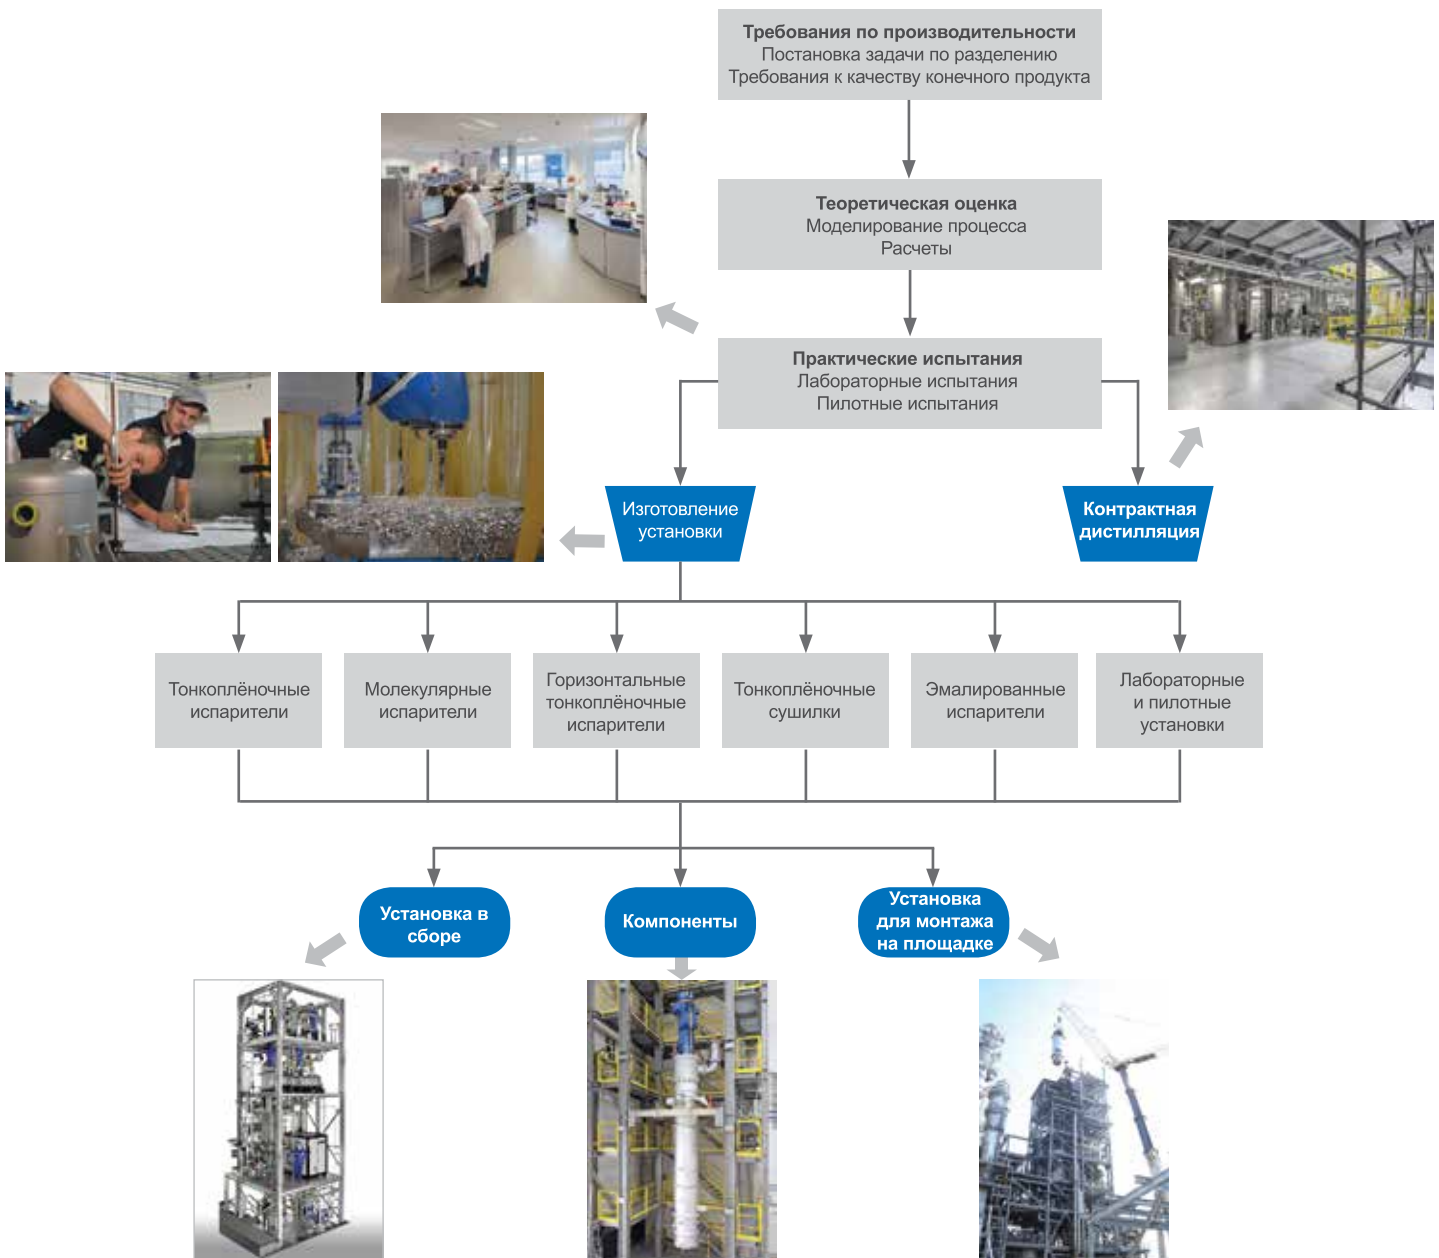 Требования по производительности
Постановка задачи по разделению
Требования к качеству конечного продукта
Теоретическая оценка
Моделирование процесса
Расчеты
Практические испытания
Лабораторные испытания
Пилотные испытания
Изготовление
установки
Контрактная
дистилляция
Тонкоплёночные
испарители
Молекулярные
испарители
Горизонтальные
тонкоплёночные
испарители
Тонкоплёночные
сушилки
Эмалированные
испарители
Лабораторные
и пилотные
установки
Установка в
сборе
Компоненты
Установка
для монтажа
на площадке